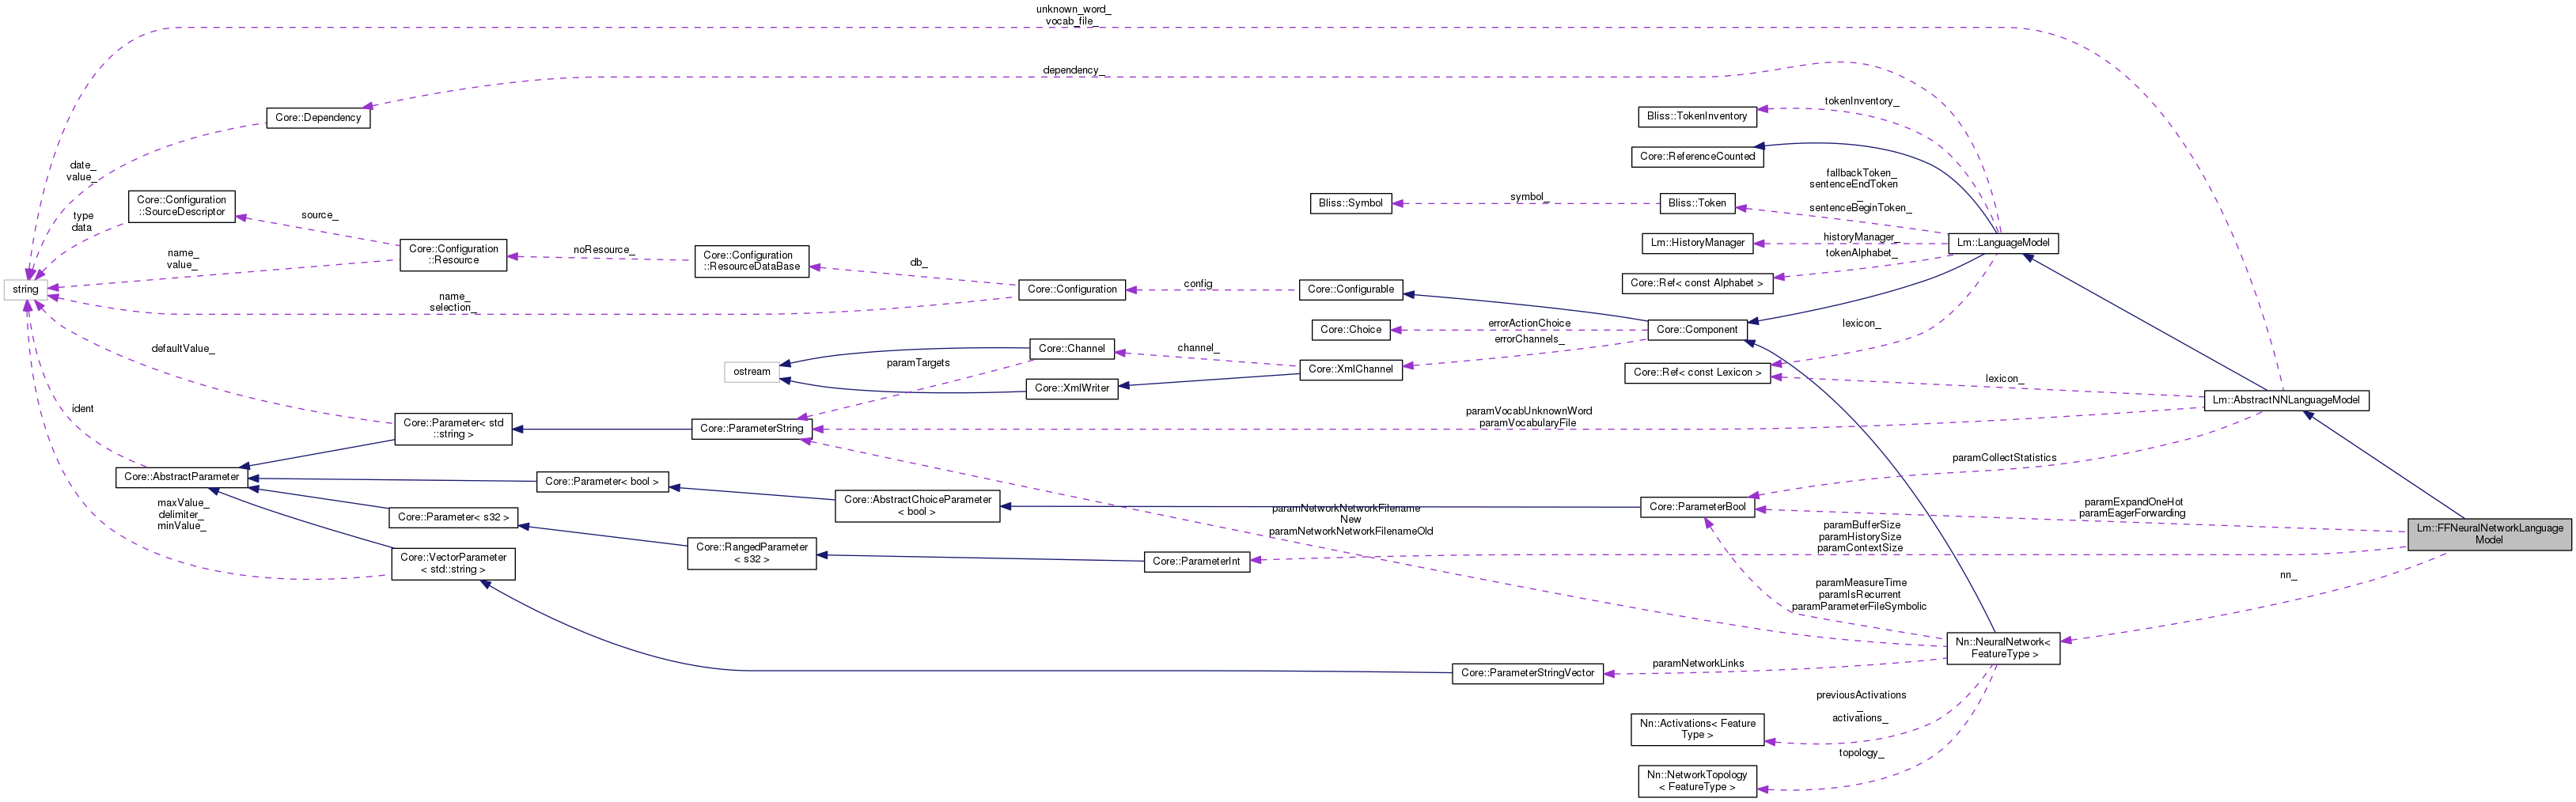 unknown_word_
vocab_file_
dependency_
Core::Dependency
tokenInventory_
Bliss::TokenInventory
Core::ReferenceCounted
date_
value_
fallbackToken_
sentenceEndToken
_
sentenceBeginToken_
Core::Configuration
::SourceDescriptor
type
data
source_
Bliss::Symbol
symbol_
Bliss::Token
name_
value_
Core::Configuration
::Resource
noResource_
Core::Configuration
::ResourceDataBase
Lm::HistoryManager
historyManager_
Lm::LanguageModel
tokenAlphabet_
db_
string
name_
selection_
Core::Configuration
config
Core::Configurable
Core::Ref< const Alphabet >
Core::Choice
errorActionChoice
errorChannels_
Core::Component
lexicon_
defaultValue_
ostream
paramTargets
Core::Channel
channel_
Core::XmlChannel
Core::XmlWriter
Core::Ref< const Lexicon >
lexicon_
Lm::AbstractNNLanguageModel
ident
Core::Parameter< std
::string >
Core::ParameterString
paramVocabUnknownWord
paramVocabularyFile
paramCollectStatistics
Core::AbstractParameter
Core::Parameter< bool >
Core::AbstractChoiceParameter
< bool >
Core::ParameterBool
maxValue_
delimiter_
minValue_
Core::Parameter< s32 >
paramNetworkNetworkFilename
New
paramNetworkNetworkFilenameOld
paramExpandOneHot
paramEagerForwarding
paramBufferSize
paramHistorySize
paramContextSize
Lm::FFNeuralNetworkLanguage
Model
Core::VectorParameter
< std::string >
Core::RangedParameter
< s32 >
Core::ParameterInt
nn_
paramMeasureTime
paramIsRecurrent
paramParameterFileSymbolic
Nn::NeuralNetwork<
FeatureType >
Core::ParameterStringVector
paramNetworkLinks
previousActivations
_
activations_
Nn::Activations< Feature
Type >
topology_
Nn::NetworkTopology
< FeatureType >